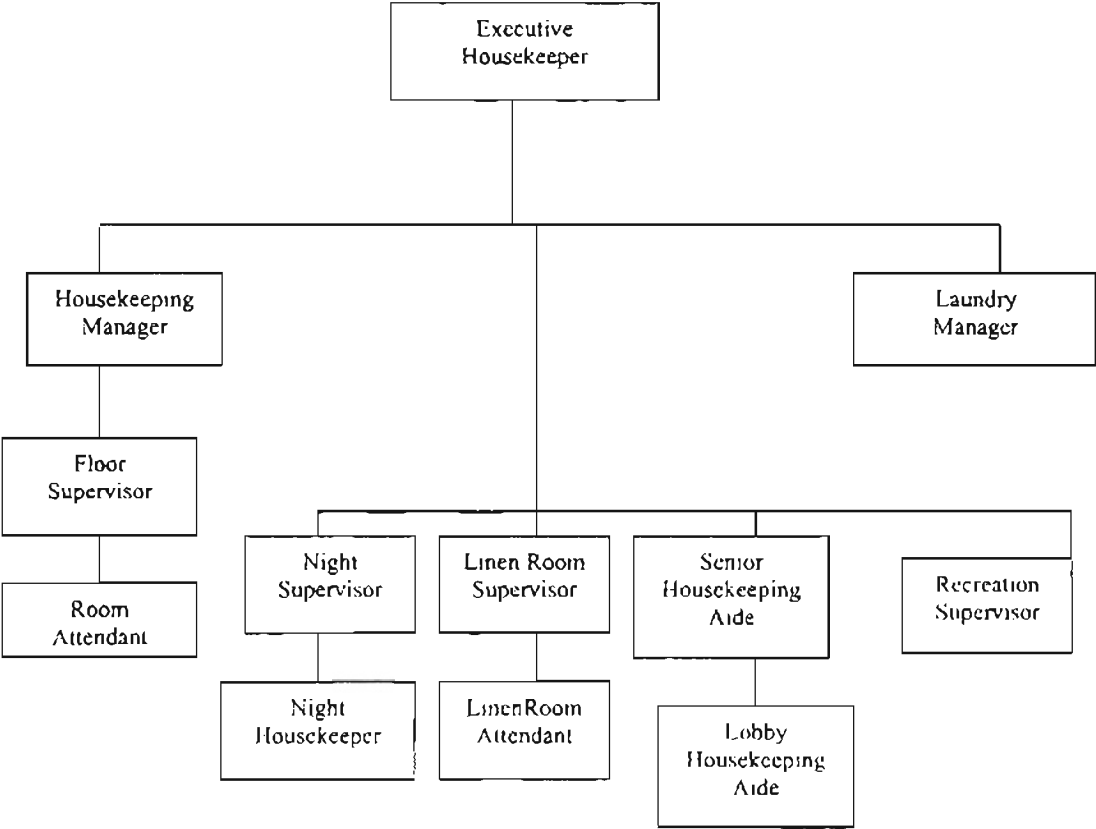 Executive
Housekeeper
Housekeeping
Manager
Laundry
Manager
Floor
Supervisor
Night
Supervisor
Linen Room
Supervisor
Senior
Housekeeping
Aide
Recreation
Supervisor
Room
Attendant
Night
Housekeeper
LinenRoom
Attendant
Lobby
Housekeeping
Aide